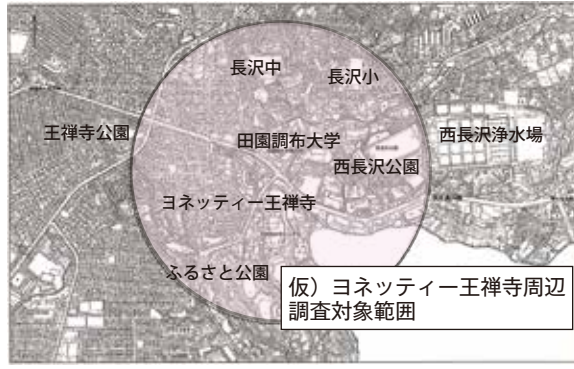 長沢中
長沢小
王禅寺公園
田園調布大学
西長沢浄水場
西長沢公園
ヨネッティー王禅寺
ふるさと公園
仮）ヨネッティー王禅寺周辺
調査対象範囲